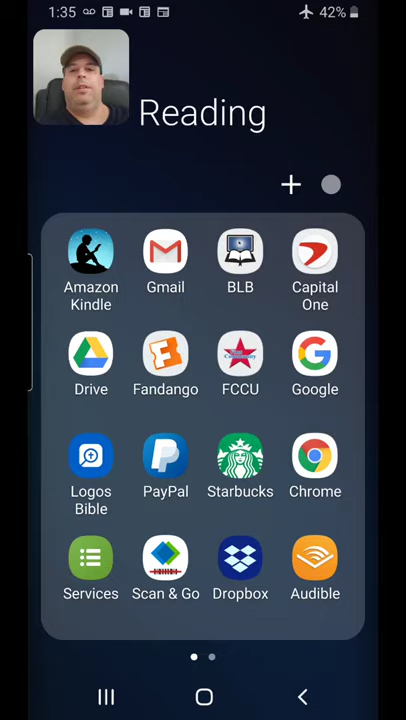 1:35
42%
Reading
Amazon Kindle
Gmail
BLB
Capital One
Drive
Fandango
FCCU
Google
Logos Bible
PayPal
Starbucks
Chrome
Services
Scan & Go
Dropbox
Audible